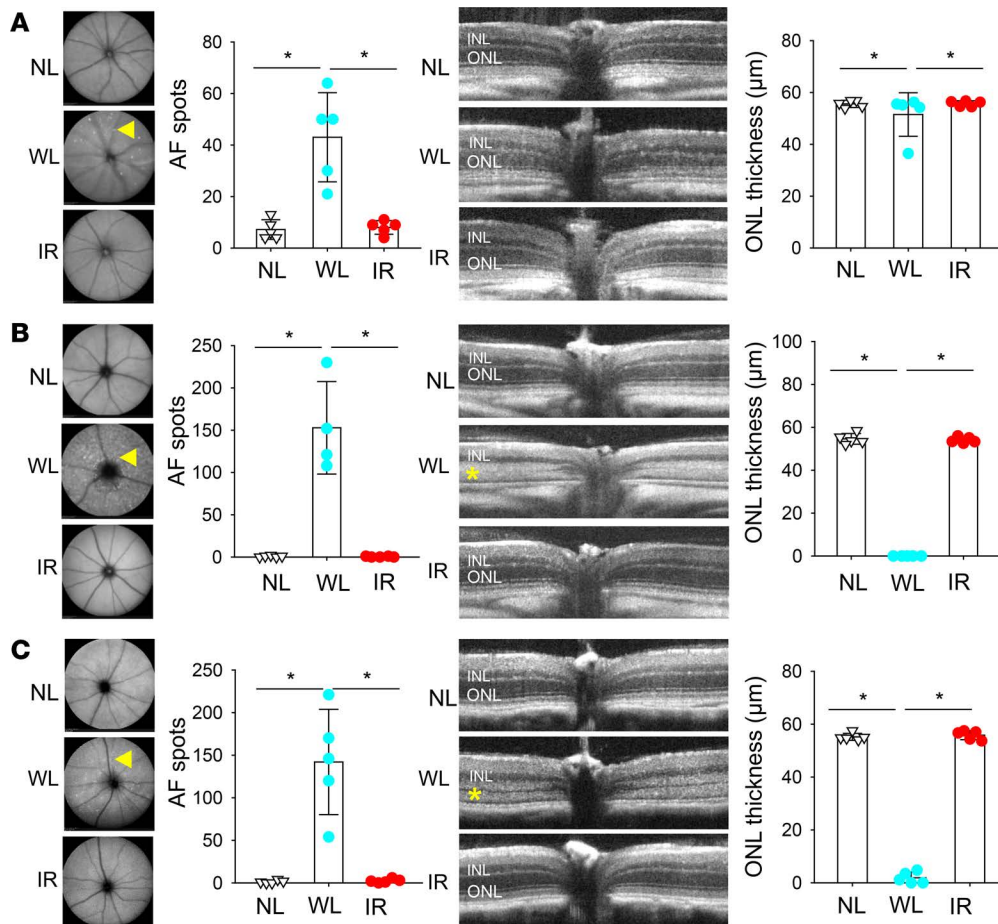 A
NL
WL
IR
AF spots
80
60
40
20
0
* *
NL WL IR
NL
WL
IR
INL
ONL
INL
ONL
INL
ONL
ONL thickness (µm)
80
60
40
20
0
* *
NL WL IR
B
NL
WL
IR
AF spots
250
200
150
100
50
0
* *
NL WL IR
NL
WL
IR
INL
ONL
INL
*
INL
ONL
ONL thickness (µm)
100
80
60
40
20
0
* *
NL WL IR
C
NL
WL
IR
AF spots
250
200
150
100
50
0
* *
NL WL IR
NL
WL
IR
INL
ONL
INL
*
INL
ONL
ONL thickness (µm)
80
60
40
20
0
* *
NL WL IR